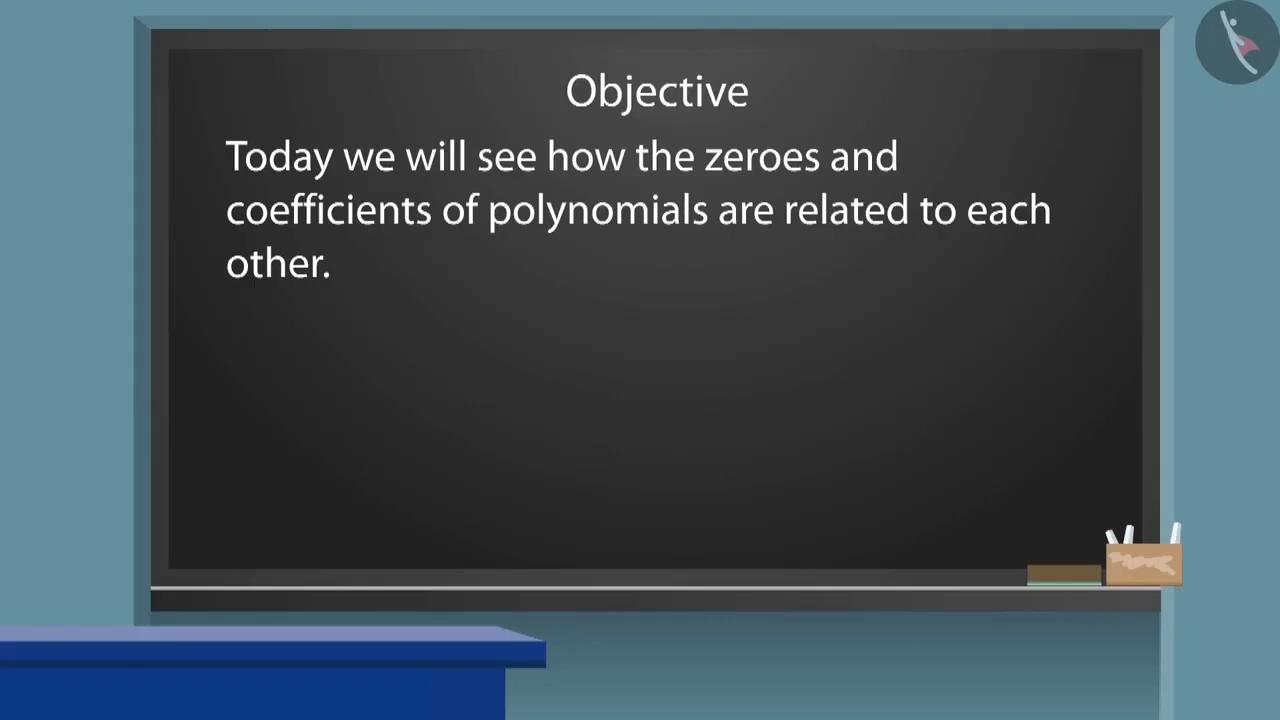 Objective
Today we will see how the zeroes and
coefficients of polynomials are related to each
other.